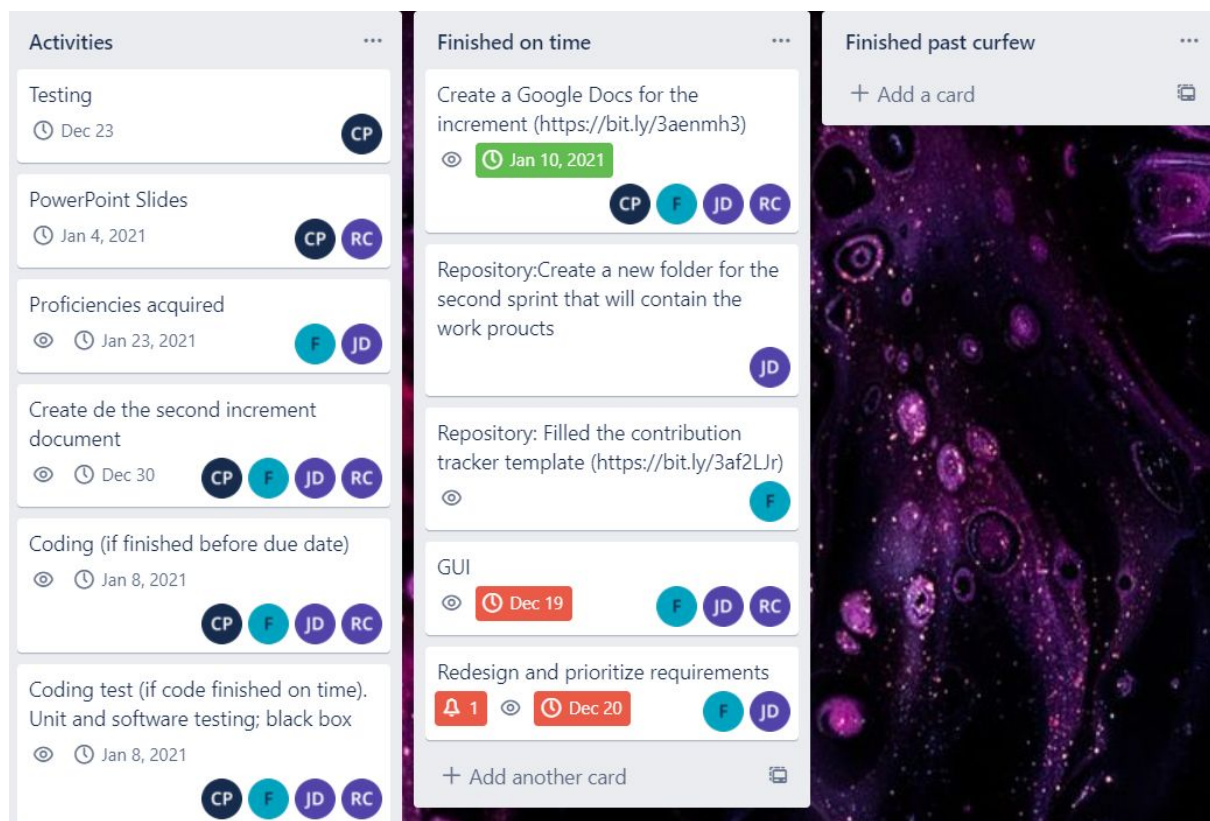 Activities
Testing
Dec 23
CP
PowerPoint Slides
Jan 4, 2021
CP RC
Proficiencies acquired
Jan 23, 2021
F JD
Create de the second increment
document
Dec 30
CP F JD RC
Coding (if finished before due date)
Jan 8, 2021
CP F JD RC
Coding test (if code finished on time).
Unit and software testing; black box
Jan 8, 2021
CP F JD RC
Finished on time
Create a Google Docs for the
increment (https://bit.ly/3aenmh3)
Jan 10, 2021
CP F JD RC
Repository:Create a new folder for the
second sprint that will contain the
work proucts
JD
Repository: Filled the contribution
tracker template (https://bit.ly/3af2LJr)
F
GUI
Dec 19
F JD RC
Redesign and prioritize requirements
1 Dec 20
F JD
+ Add another card
Finished past curfew
+ Add a card